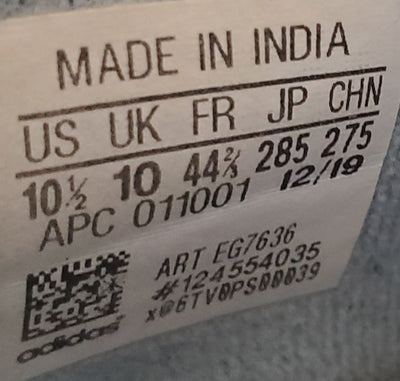 MADE IN INDIA
US UK FR JP CHN
10½ 10 44⅔ 285 275
APC 011001 12/19
ART EG7636
#124554035
x@6TV0PS00039
adidas